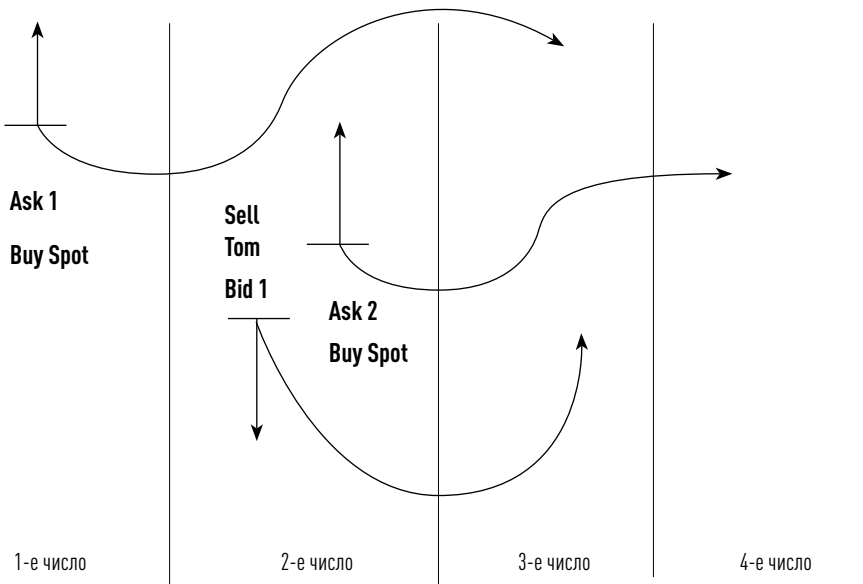 Ask 1
Buy Spot
Sell
Tom
Bid 1
Ask 2
Buy Spot
1-е число
2-е число
3-е число
4-е число